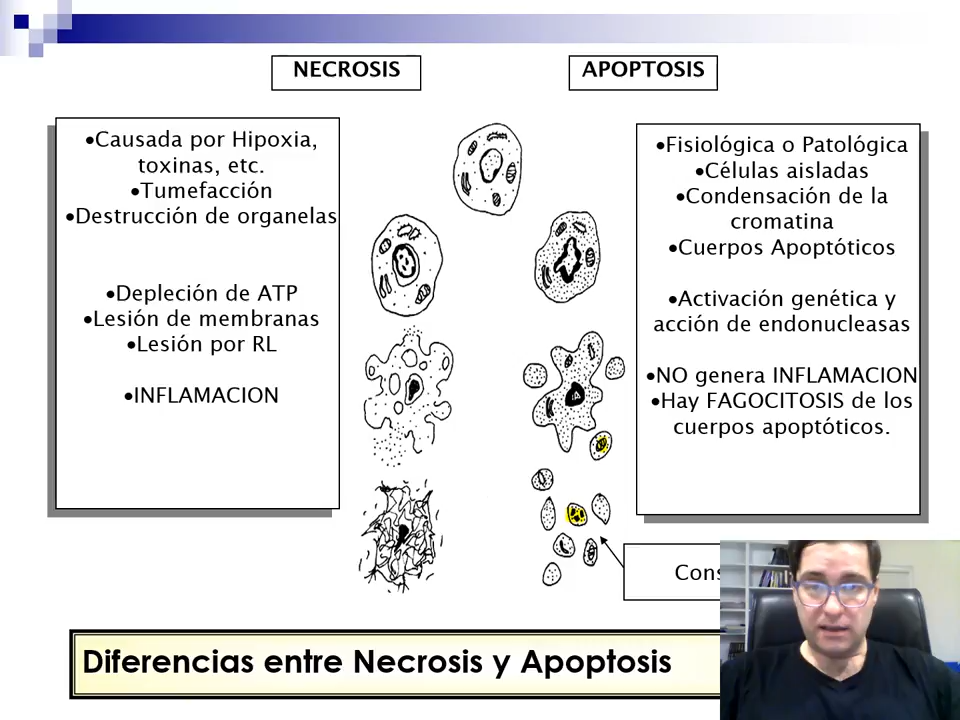 NECROSIS
APOPTOSIS
•Causada por Hipoxia,
toxinas, etc.
•Tumefacción
•Destrucción de organelas
•Depleción de ATP
•Lesión de membranas
•Lesión por RL
•INFLAMACION
•Fisiológica o Patológica
•Células aisladas
•Condensación de la
cromatina
•Cuerpos Apoptóticos
•Activación genética y
acción de endonucleasas
•NO genera INFLAMACION
•Hay FAGOCITOSIS de los
cuerpos apoptóticos.
Diferencias entre Necrosis y Apoptosis